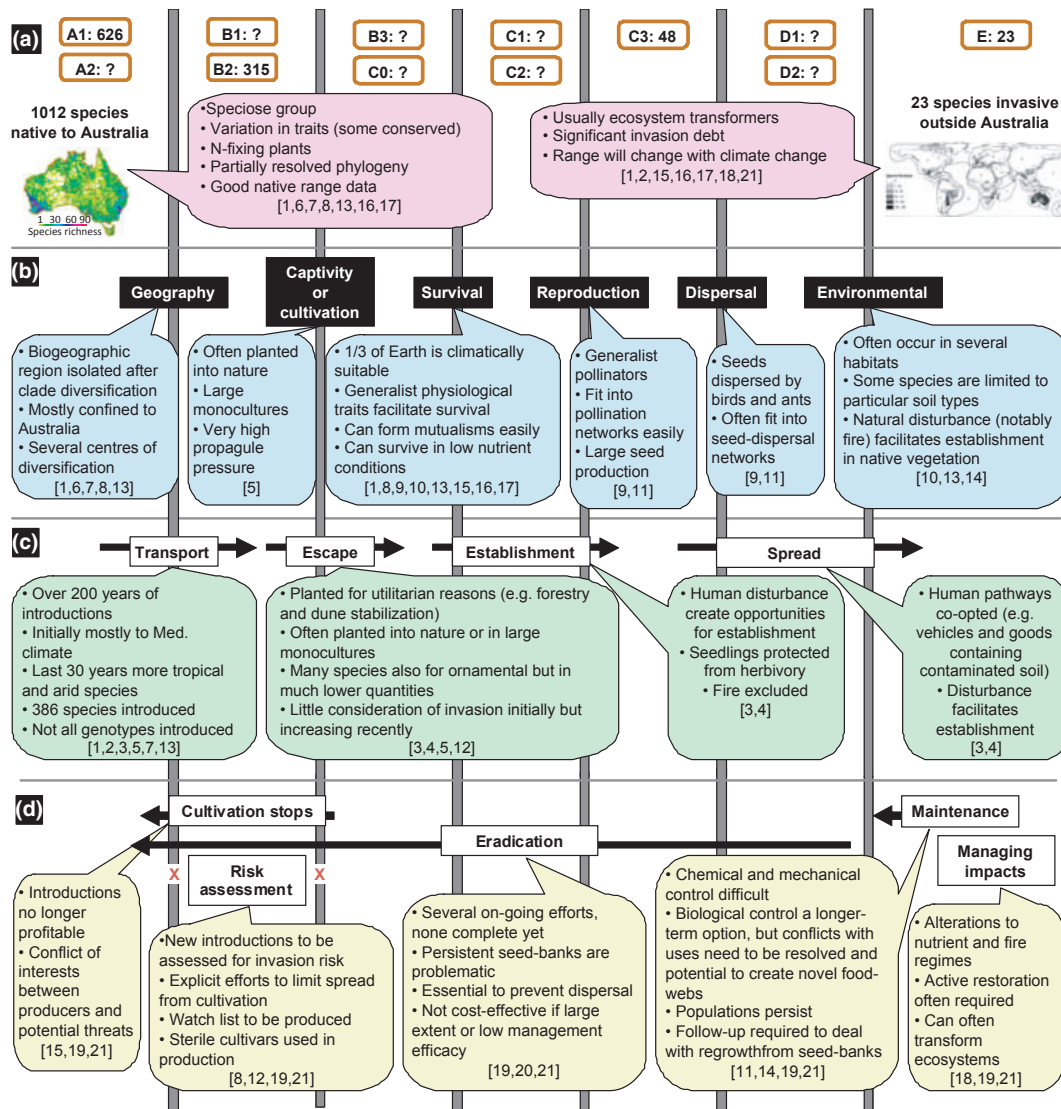 (a)
A1: 626
A2: ?
B1: ?
B2: 315
B3: ?
C0: ?
C1: ?
C2: ?
C3: 48
D1: ?
D2: ?
E: 23
1012 species
native to Australia
1 30 60 90
Species richness
•Speciose group
• Variation in traits (some conserved)
• N-fixing plants
• Partially resolved phylogeny
• Good native range data
[1,6,7,8,13,16,17]
• Usually ecosystem transformers
• Significant invasion debt
• Range will change with climate change
[1,2,15,16,17,18,21]
23 species invasive
outside Australia
(b)
Geography
• Biogeographic
region isolated after
clade diversification
• Mostly confined to
Australia
• Several centres of
diversification
[1,6,7,8,13]
Captivity
or
cultivation
• Often planted
into nature
• Large
monocultures
• Very high
propagule
pressure
[5]
Survival
• 1/3 of Earth is climatically
suitable
• Generalist physiological
traits facilitate survival
• Can form mutualisms easily
• Can survive in low nutrient
conditions
[1,8,9,10,13,15,16,17]
Reproduction
• Generalist
pollinators
• Fit into
pollination
networks easily
• Large seed
production
[9,11]
Dispersal
• Seeds
dispersed by
birds and ants
• Often fit into
seed-dispersal
networks
[9,11]
Environmental
• Often occur in several
habitats
• Some species are limited to
particular soil types
• Natural disturbance (notably
fire) facilitates establishment
in native vegetation
[10,13,14]
(c)
Transport
• Over 200 years of
introductions
• Initially mostly to Med.
climate
• Last 30 years more tropical
and arid species
• 386 species introduced
• Not all genotypes introduced
[1,2,3,5,7,13]
Escape
• Planted for utilitarian reasons (e.g. forestry
and dune stabilization)
• Often planted into nature or in large
monocultures
• Many species also for ornamental but in
much lower quantities
• Little consideration of invasion initially but
increasing recently
[3,4,5,12]
Establishment
• Human disturbance
create opportunities
for establishment
• Seedlings protected
from herbivory
• Fire excluded
[3,4]
Spread
• Human pathways
co-opted (e.g.
vehicles and goods
containing
contaminated soil)
• Disturbance
facilitates
establishment
[3,4]
(d)
Cultivation stops
• Introductions
no longer
profitable
• Conflict of
interests
between
producers and
potential threats
[15,19,21]
X
Risk
assessment
X
•New introductions to be
assessed for invasion risk
• Explicit efforts to limit spread
from cultivation
• Watch list to be produced
• Sterile cultivars used in
production
[8,12,19,21]
Eradication
• Several on-going efforts,
none complete yet
• Persistent seed-banks are
problematic
• Essential to prevent dispersal
• Not cost-effective if large
extent or low management
efficacy
[19,20,21]
Maintenance
• Chemical and mechanical
control difficult
• Biological control a longer-
term option, but conflicts with
uses need to be resolved and
potential to create novel food-
webs
• Populations persist
• Follow-up required to deal
with regrowthfrom seed-banks
[11,14,19,21]
Managing
impacts
• Alterations to
nutrient and fire
regimes
• Active restoration
often required
• Can often
transform
ecosystems
[18,19,21]